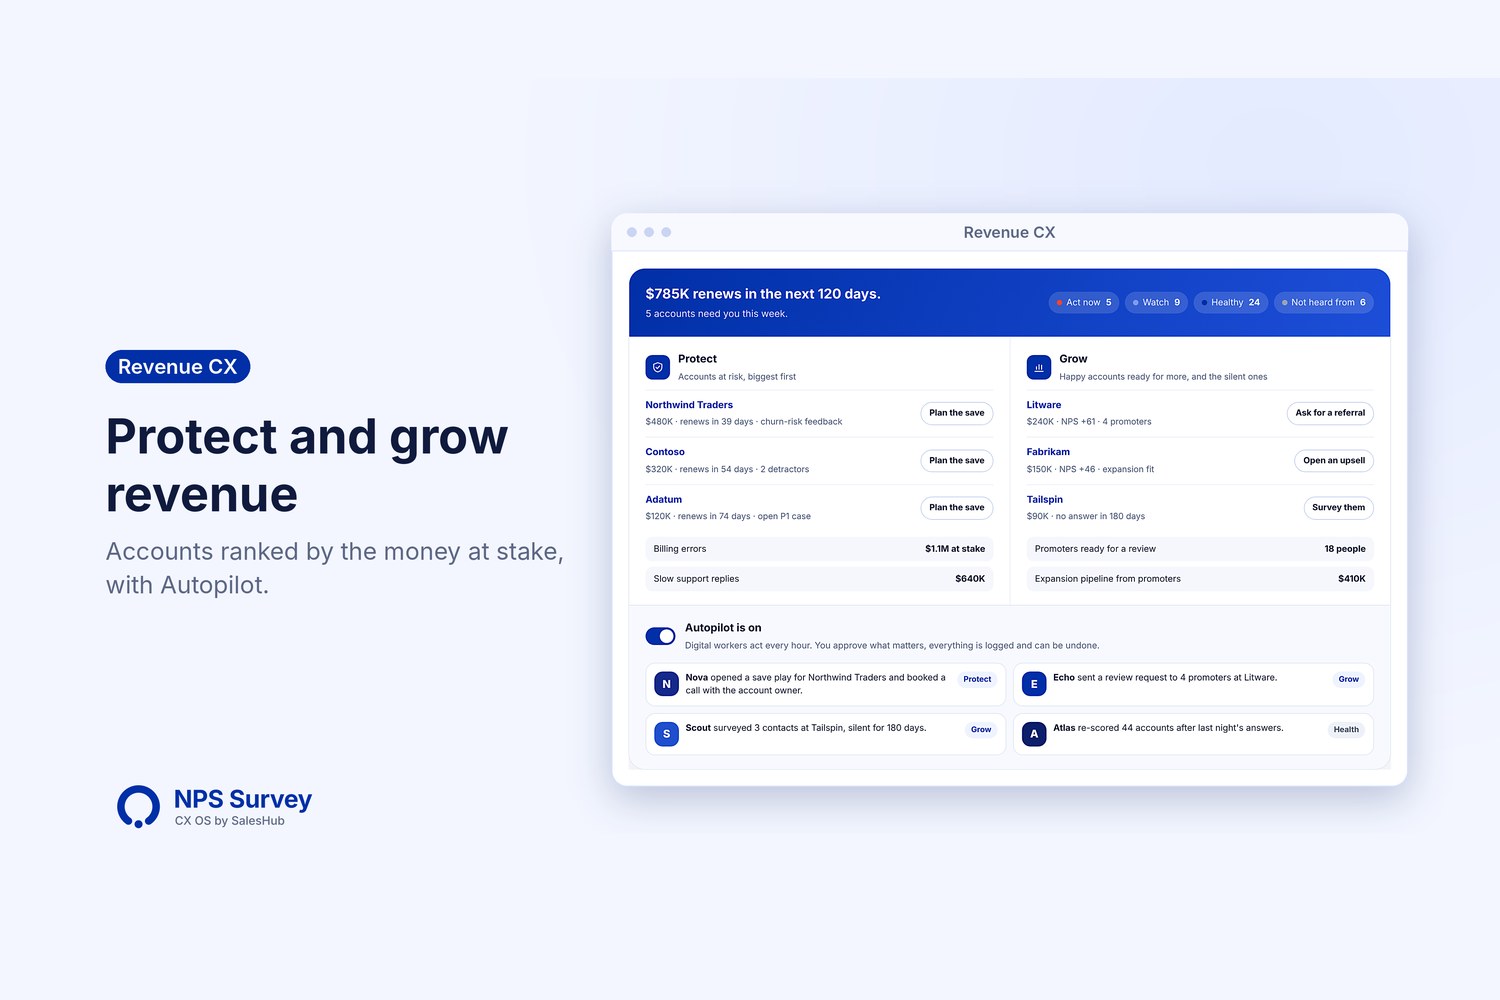 Revenue CX
Protect and grow
revenue
Accounts ranked by the money at stake,
with Autopilot.
NPS Survey
CX OS by SalesHub
Revenue CX
$785K renews in the next 120 days.
5 accounts need you this week.
Act now 5
Watch 9
Healthy 24
Not heard from 6
Protect
Accounts at risk, biggest first
Northwind Traders
$480K · renews in 39 days · churn-risk feedback
Plan the save
Contoso
$320K · renews in 54 days · 2 detractors
Plan the save
Adatum
$120K · renews in 74 days · open P1 case
Plan the save
Billing errors $1.1M at stake
Slow support replies $640K
Grow
Happy accounts ready for more, and the silent ones
Litware
$240K · NPS +61 · 4 promoters
Ask for a referral
Fabrikam
$150K · NPS +46 · expansion fit
Open an upsell
Tailspin
$90K · no answer in 180 days
Survey them
Promoters ready for a review 18 people
Expansion pipeline from promoters $410K
Autopilot is on
Digital workers act every hour. You approve what matters, everything is logged and can be undone.
N
Nova opened a save play for Northwind Traders and booked a
call with the account owner.
Protect
E
Echo sent a review request to 4 promoters at Litware.
Grow
S
Scout surveyed 3 contacts at Tailspin, silent for 180 days.
Grow
A
Atlas re-scored 44 accounts after last night's answers.
Health